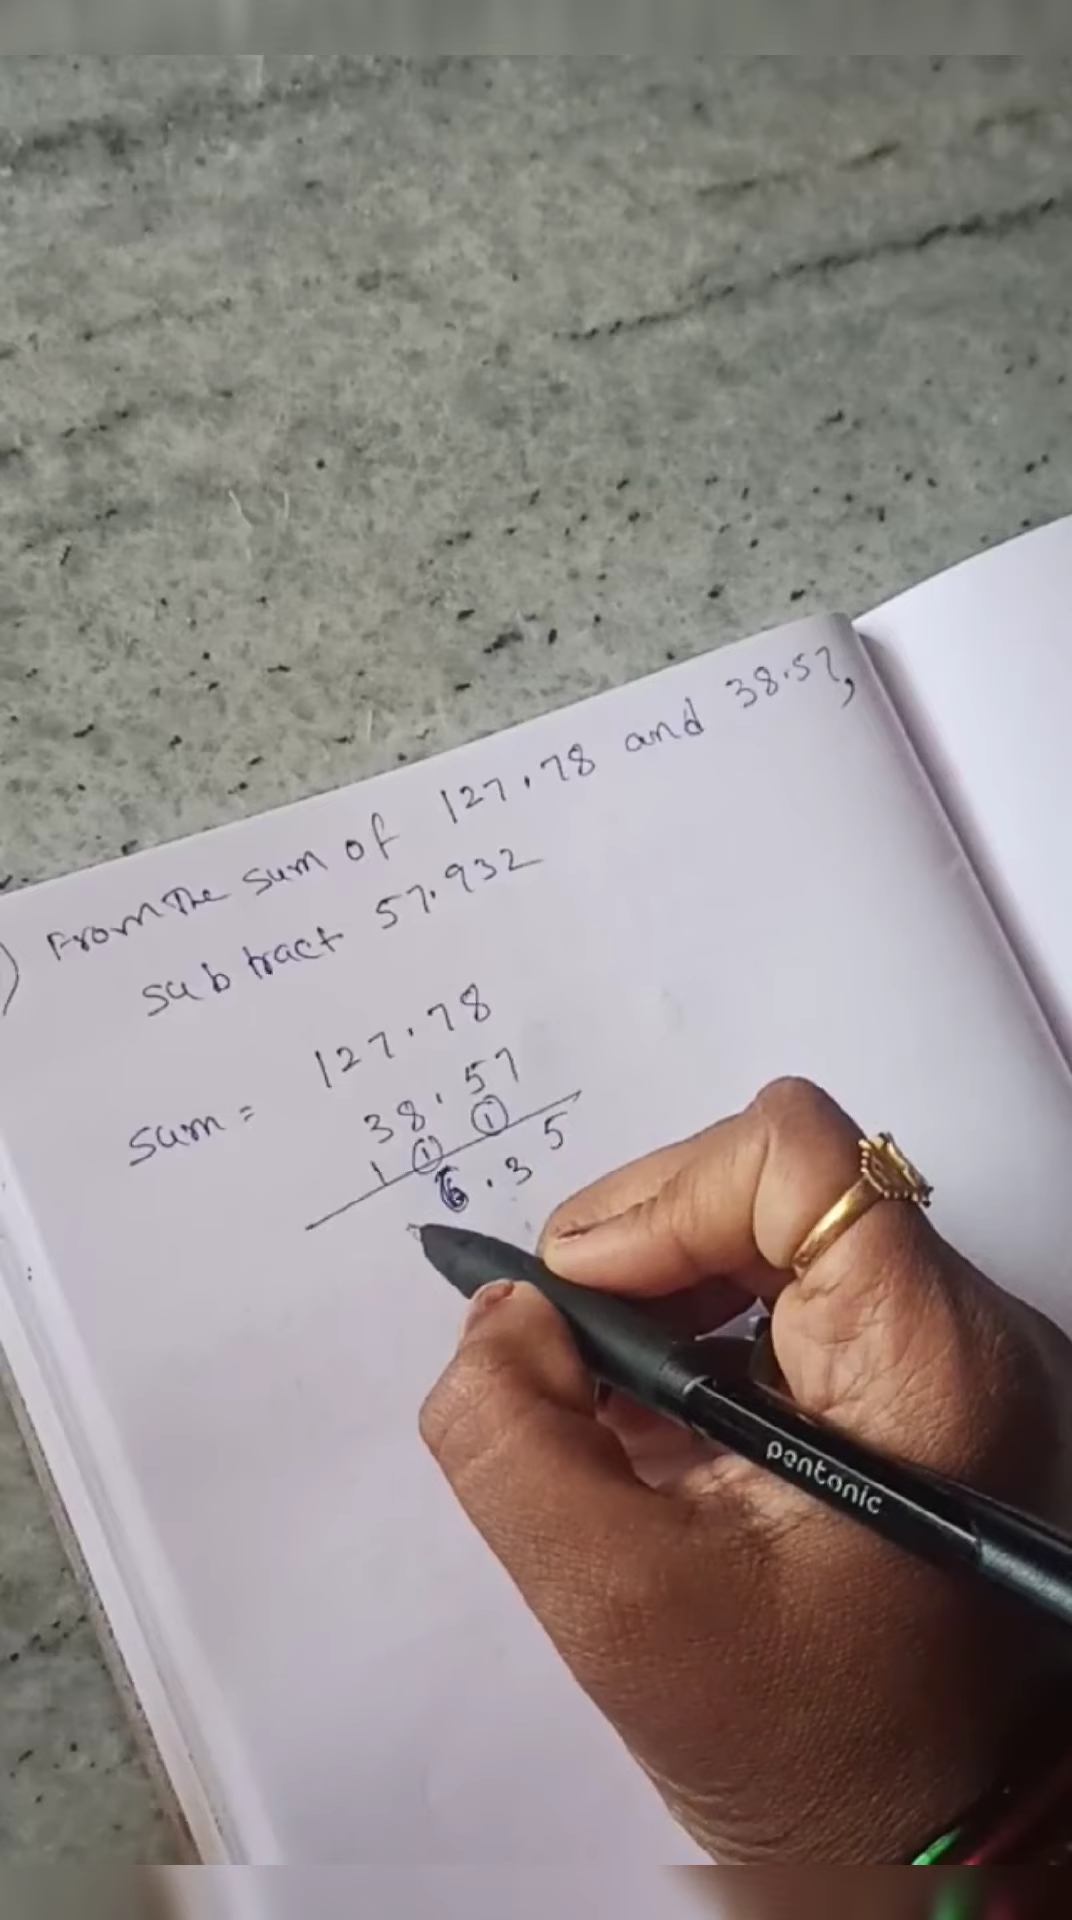 ) From the sum of 127.78 and 38.57,
subtract 57.932
127.78
sum = 38.57
1 1 1
6.35
pentonic